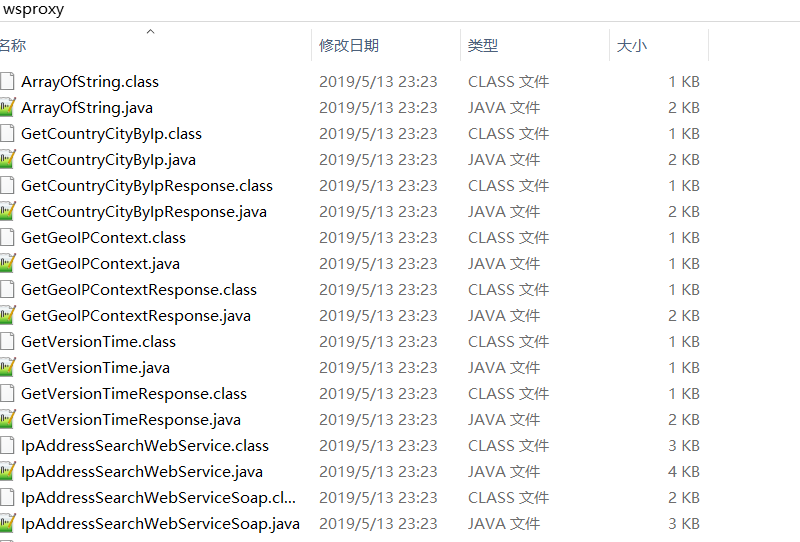 wsproxy
名称 修改日期 类型 大小
ArrayOfString.class 2019/5/13 23:23 CLASS 文件 1 KB
ArrayOfString.java 2019/5/13 23:23 JAVA 文件 2 KB
GetCountryCityByIp.class 2019/5/13 23:23 CLASS 文件 1 KB
GetCountryCityByIp.java 2019/5/13 23:23 JAVA 文件 2 KB
GetCountryCityByIpResponse.class 2019/5/13 23:23 CLASS 文件 1 KB
GetCountryCityByIpResponse.java 2019/5/13 23:23 JAVA 文件 2 KB
GetGeoIPContext.class 2019/5/13 23:23 CLASS 文件 1 KB
GetGeoIPContext.java 2019/5/13 23:23 JAVA 文件 1 KB
GetGeoIPContextResponse.class 2019/5/13 23:23 CLASS 文件 1 KB
GetGeoIPContextResponse.java 2019/5/13 23:23 JAVA 文件 2 KB
GetVersionTime.class 2019/5/13 23:23 CLASS 文件 1 KB
GetVersionTime.java 2019/5/13 23:23 JAVA 文件 1 KB
GetVersionTimeResponse.class 2019/5/13 23:23 CLASS 文件 1 KB
GetVersionTimeResponse.java 2019/5/13 23:23 JAVA 文件 2 KB
IpAddressSearchWebService.class 2019/5/13 23:23 CLASS 文件 3 KB
IpAddressSearchWebService.java 2019/5/13 23:23 JAVA 文件 4 KB
IpAddressSearchWebServiceSoap.cl... 2019/5/13 23:23 CLASS 文件 2 KB
IpAddressSearchWebServiceSoap.java 2019/5/13 23:23 JAVA 文件 3 KB